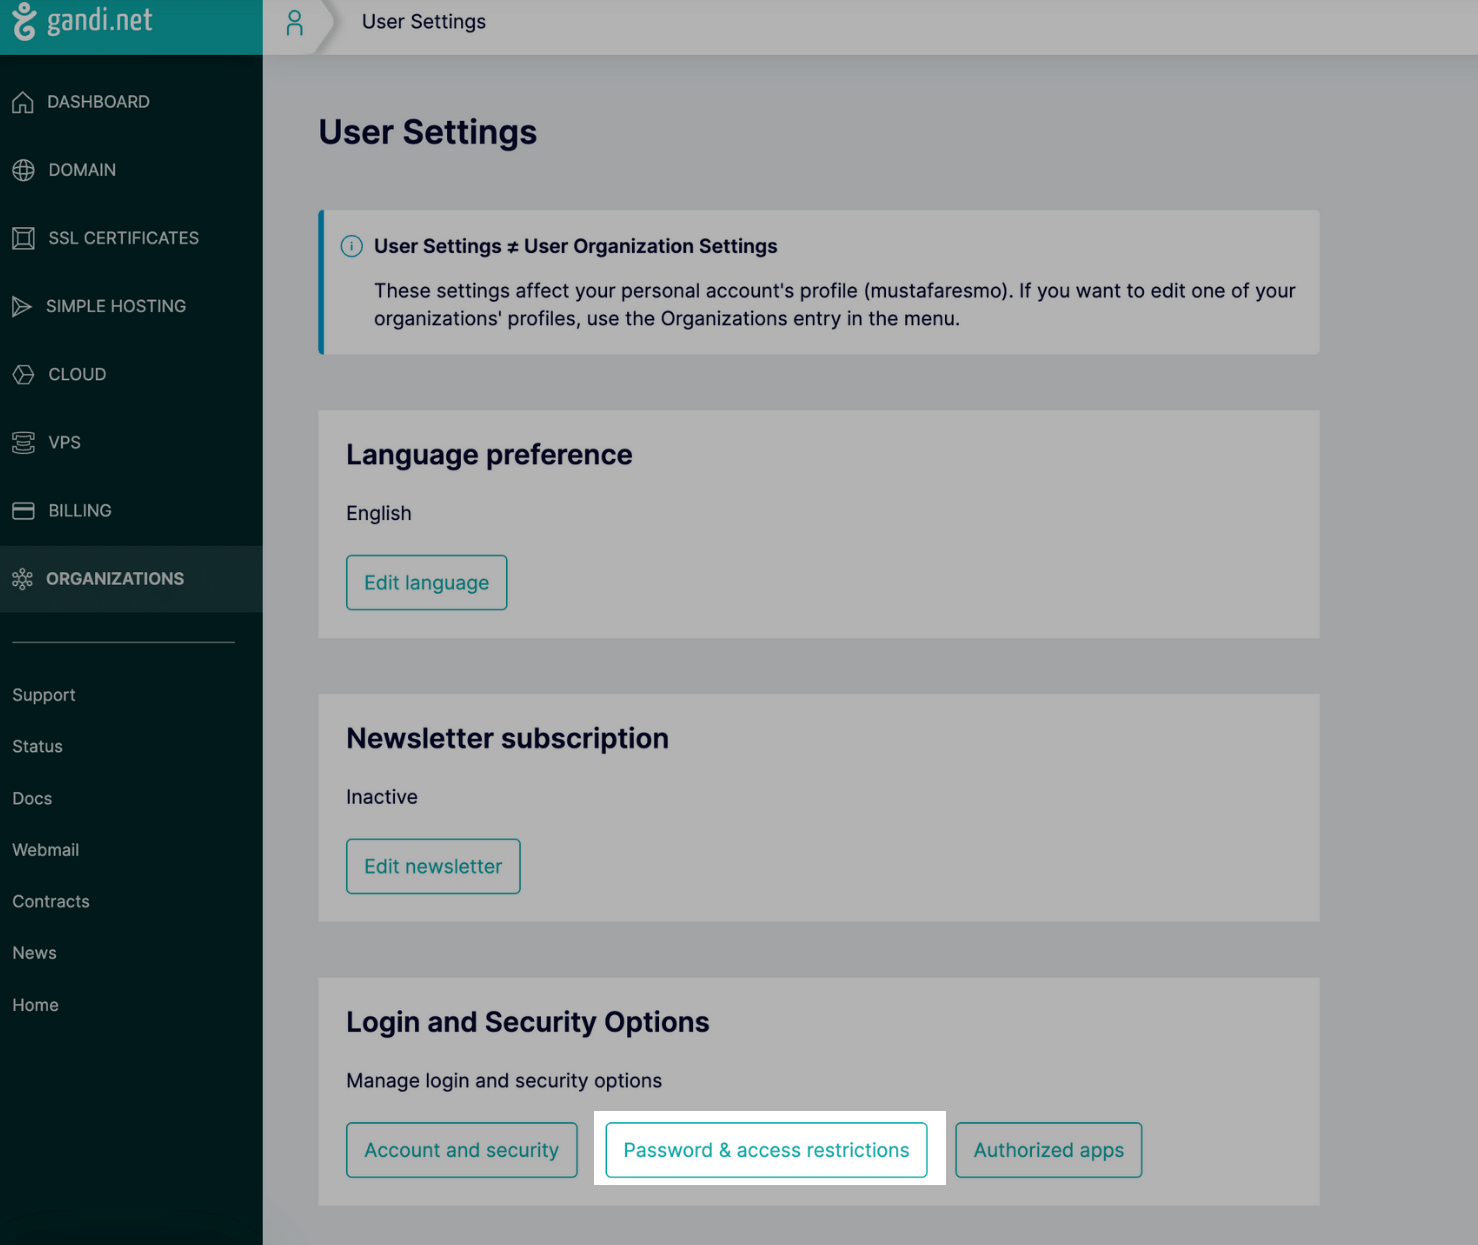 gandi.net
User Settings
DASHBOARD
DOMAIN
SSL CERTIFICATES
SIMPLE HOSTING
CLOUD
VPS
BILLING
ORGANIZATIONS
Support
Status
Docs
Webmail
Contracts
News
Home
User Settings
User Settings ≠ User Organization Settings
These settings affect your personal account's profile (mustafaresmo). If you want to edit one of your
organizations' profiles, use the Organizations entry in the menu.
Language preference
English
Edit language
Newsletter subscription
Inactive
Edit newsletter
Login and Security Options
Manage login and security options
Account and security
Password & access restrictions
Authorized apps